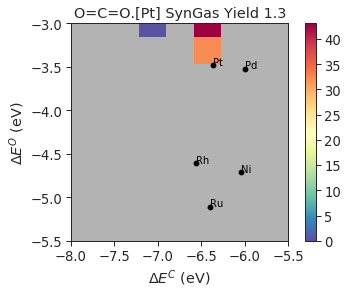 O=C=O.[Pt] SynGas Yield 1.3
−3.0
−3.5
−4.0
−4.5
−5.0
−5.5
ΔE^O (eV)
Pt
Pd
Rh
Ni
Ru
−8.0 −7.5 −7.0 −6.5 −6.0 −5.5
ΔE^C (eV)
40
35
30
25
20
15
10
5
0